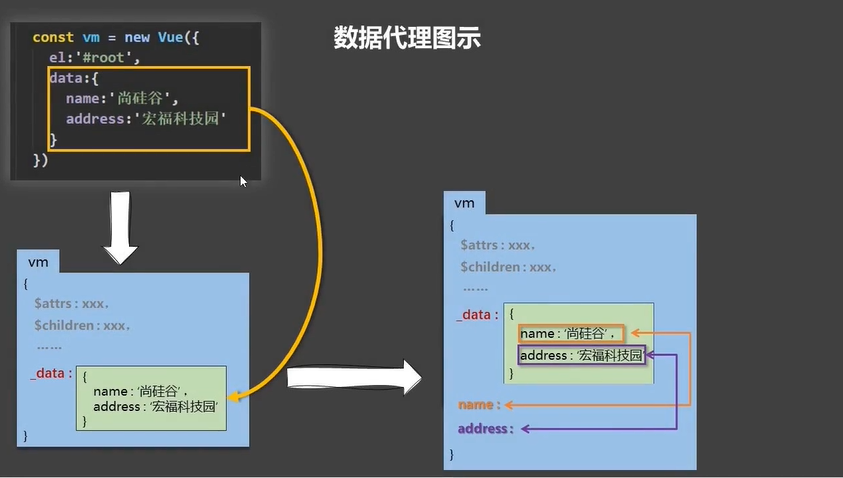 数据代理图示
const vm = new Vue({
el:'#root',
data:{
name:'尚硅谷',
address:'宏福科技园'
}
})
vm
{
$attrs : xxx.
$children : xxx.
……
_data :
{
name : ‘尚硅谷’ ,
address : ‘宏福科技园’
}
}
vm
{
$attrs : xxx.
$children : xxx.
……
_data :
{
name : ‘尚硅谷’ ,
address : ‘宏福科技园’
}
name :
address :
}